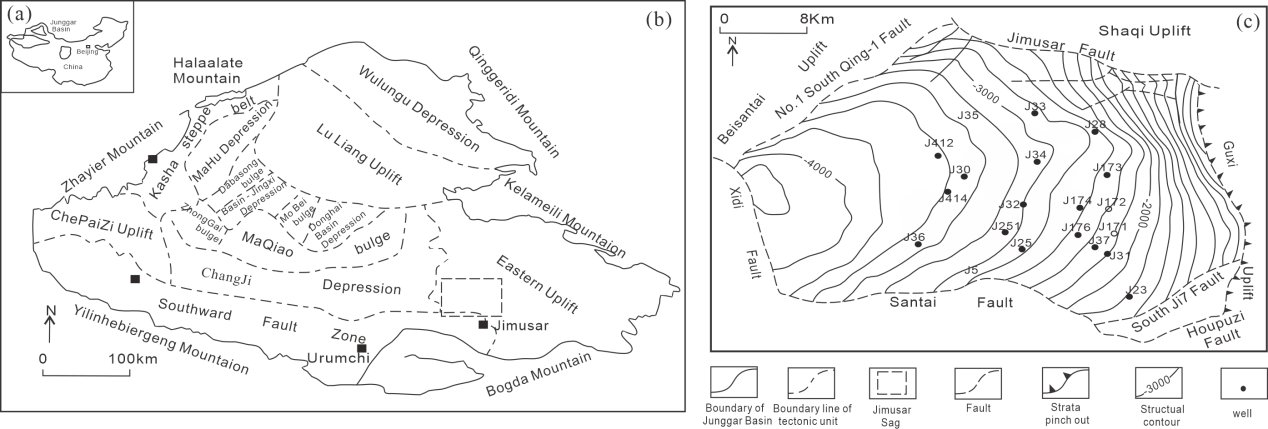 (a)
Junggar
Basin
Beijing
China
(b)
Halaalate
Mountain
Qinggeridi Mountain
Wulungu Depression
Zhayier Mountain
Kasha steppe belt
MaHu Depression
Lu Liang Uplift
Dabasong
bulge
Basin-Jingxi
Depression
Mo Bei
bulge
Donghai
Basin
Depression
ZhongGai
bulgel
Kelameili Mountaion
ChePaiZi Uplift
MaQiao bulge
ChangJi Depression
Eastern Uplift
Southward Fault Zone
Jimusar
Urumchi
Yilinhebiergeng Mountaion
Bogda Mountain
N
0 100km
(c)
0 8Km
N
Beisantai Uplift
No.1 South Qing-1 Fault
Jimusar Fault
Shaqi Uplift
-3000
J33
J35
J28
J412
J34
J30
J173
-4000
J414
J32
J174
J172
-2000
Guxi Uplift
Xidi Fault
J36
J251
J176
J171
J25
J37
J31
J5
J23
Santai Fault
South Ji7 Fault
Houpuzi
Fault
-3000
Boundary of
Junggar Basin
Boundary line of
tectonic unit
Jimusar
Sag
Fault
Strata
pinch out
Structual
contour
well